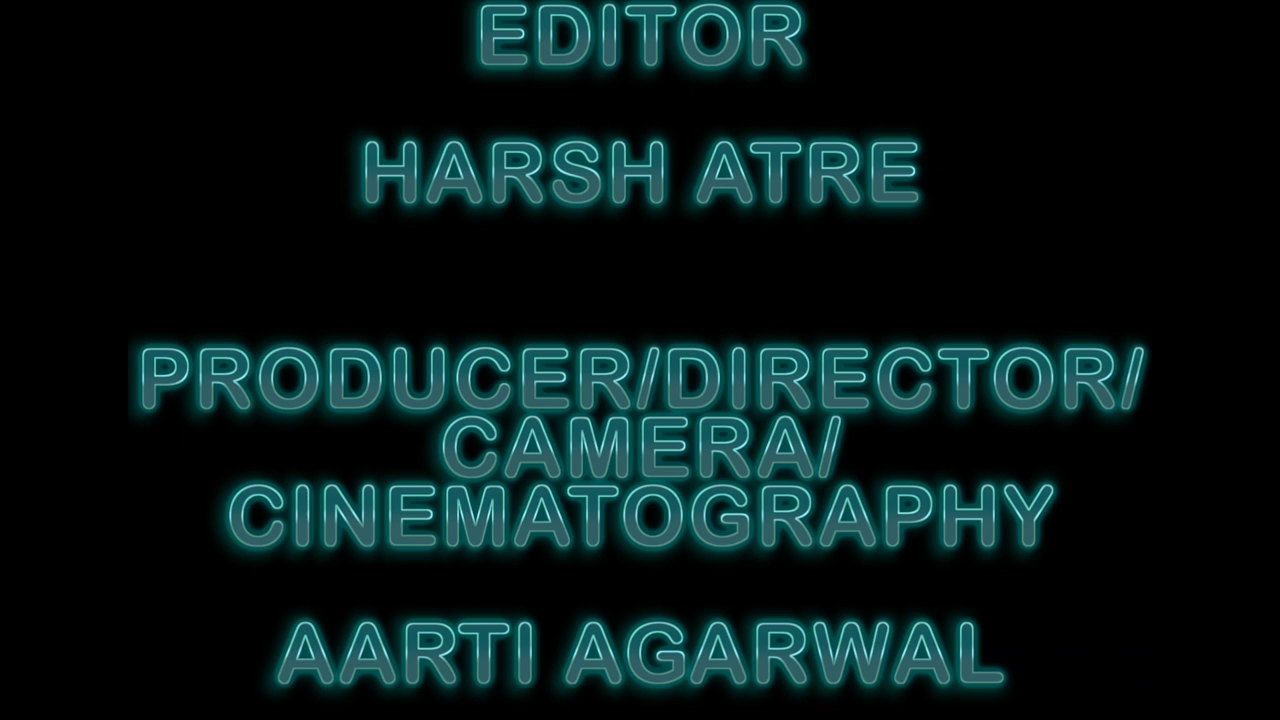 EDITOR
HARSH ATRE
PRODUCER/DIRECTOR/
CAMERA/
CINEMATOGRAPHY
AARTI AGARWAL